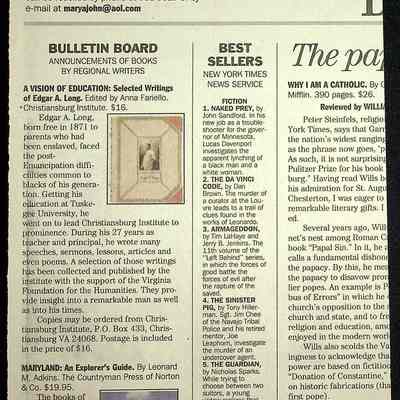 e-mail at maryajohn@aol.com
BULLETIN BOARD
ANNOUNCEMENTS OF BOOKS
BY REGIONAL WRITERS
A VISION OF EDUCATION: Selected Writings
of Edgar A. Long. Edited by Anna Fariello.
Christiansburg Institute. $16.
Edgar A. Long,
born free in 1871 to
parents who had
been enslaved, faced
the post-
Emancipation diffi-
culties common to
blacks of his genera-
tion. Getting his
education at Tuske-
gee University, he
went on to lead Christiansburg Institute to
prominence. During his 27 years as
teacher and principal, he wrote many
speeches, sermons, lessons, articles and
even poems. A selection of those writings
has been collected and published by the
institute with the support of the Virginia
Foundation for the Humanities. They pro-
vide insight into a remarkable man as well
as into his times.
Copies may be ordered from Chris-
tiansburg Institute, P.O. Box 433, Chris-
tiansburg VA 24068. Postage is included
in the price of $16.
MARYLAND: An Explorer's Guide. By Leonard
M. Adkins. The Countryman Press of Norton
& Co. $19.95.
The books of
BEST
SELLERS
NEW YORK TIMES
NEWS SERVICE
FICTION
1. NAKED PREY, by
John Sandford. In his
new job as a trouble-
shooter for the gover-
nor of Minnesota,
Lucas Davenport
investigates the
apparent lynching of
a black man and a
white woman.
2. THE DA VINCI
CODE, by Dan
Brown. The murder of
a curator at the Lou-
vre leads to a trail of
clues found in the
works of Leonardo.
3. ARMAGEDDON,
by Tim LaHaye and
Jerry B. Jenkins. The
11th volume of the
"Left Behind" series,
in which the forces of
good battle the
forces of evil after
the rapture of the
saved.
4. THE SINISTER
PIG, by Tony Hiller-
man. Sgt. Jim Chee
of the Navajo Tribal
Police and his retired
mentor, Joe
Leaphorn, investigate
the murder of an
undercover agent.
5. THE GUARDIAN,
by Nicholas Sparks.
While trying to
choose between two
suitors, a young
The pap
WHY I AM A CATHOLIC. By G
Mifflin. 390 pages. $26.
Reviewed by WILLIA
Peter Steinfels, religio
York Times, says that Garr
the nation's widest ranging
as the phrase now goes, "p
As such, it is not surprising
Pulitzer Prize for his book
burg." Having read Wills be
his admiration for St. Augu
Chesterton, I was eager to
remarkable literary gifts. I
ed.
Several years ago, Wil
net's nest among Roman C
book "Papal Sin." In it, he a
calls a fundamental dishone
the papacy. By this, he me
the papacy to disavow prior
lier popes. An example is P
bus of Errors" in which he
church's opposition to the
church and state, and to fre
religion and education, amo
enjoyed in the modern worl
Wills also scolds the V
ingness to acknowledge tha
power are based on fictitiou
"Donation of Constantine,"
on historic fabrications (that
first pope).